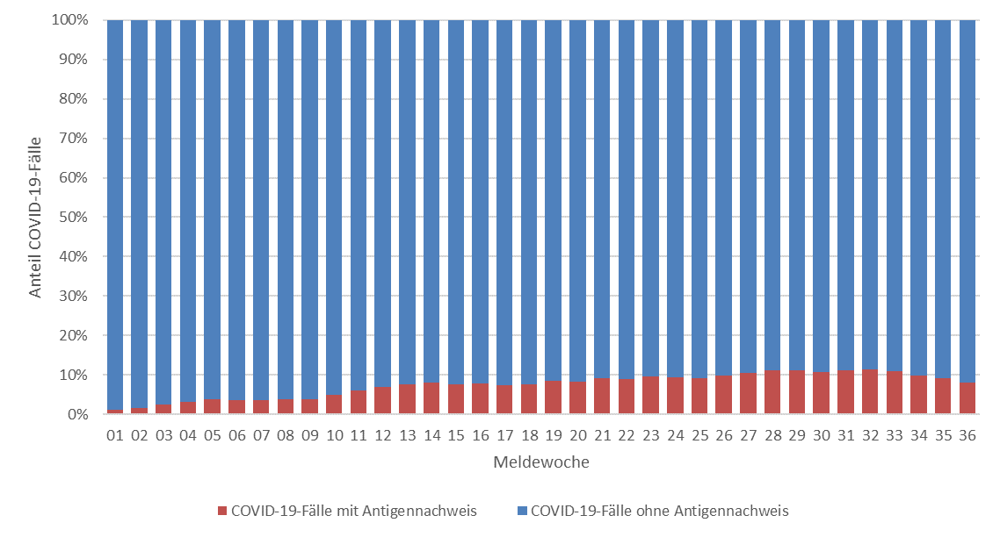 100%
90%
80%
70%
60%
50%
40%
30%
20%
10%
0%
Anteil COVID-19-Fälle
01 02 03 04 05 06 07 08 09 10 11 12 13 14 15 16 17 18 19 20 21 22 23 24 25 26 27 28 29 30 31 32 33 34 35 36
Meldewoche
COVID-19-Fälle mit Antigennachweis COVID-19-Fälle ohne Antigennachweis